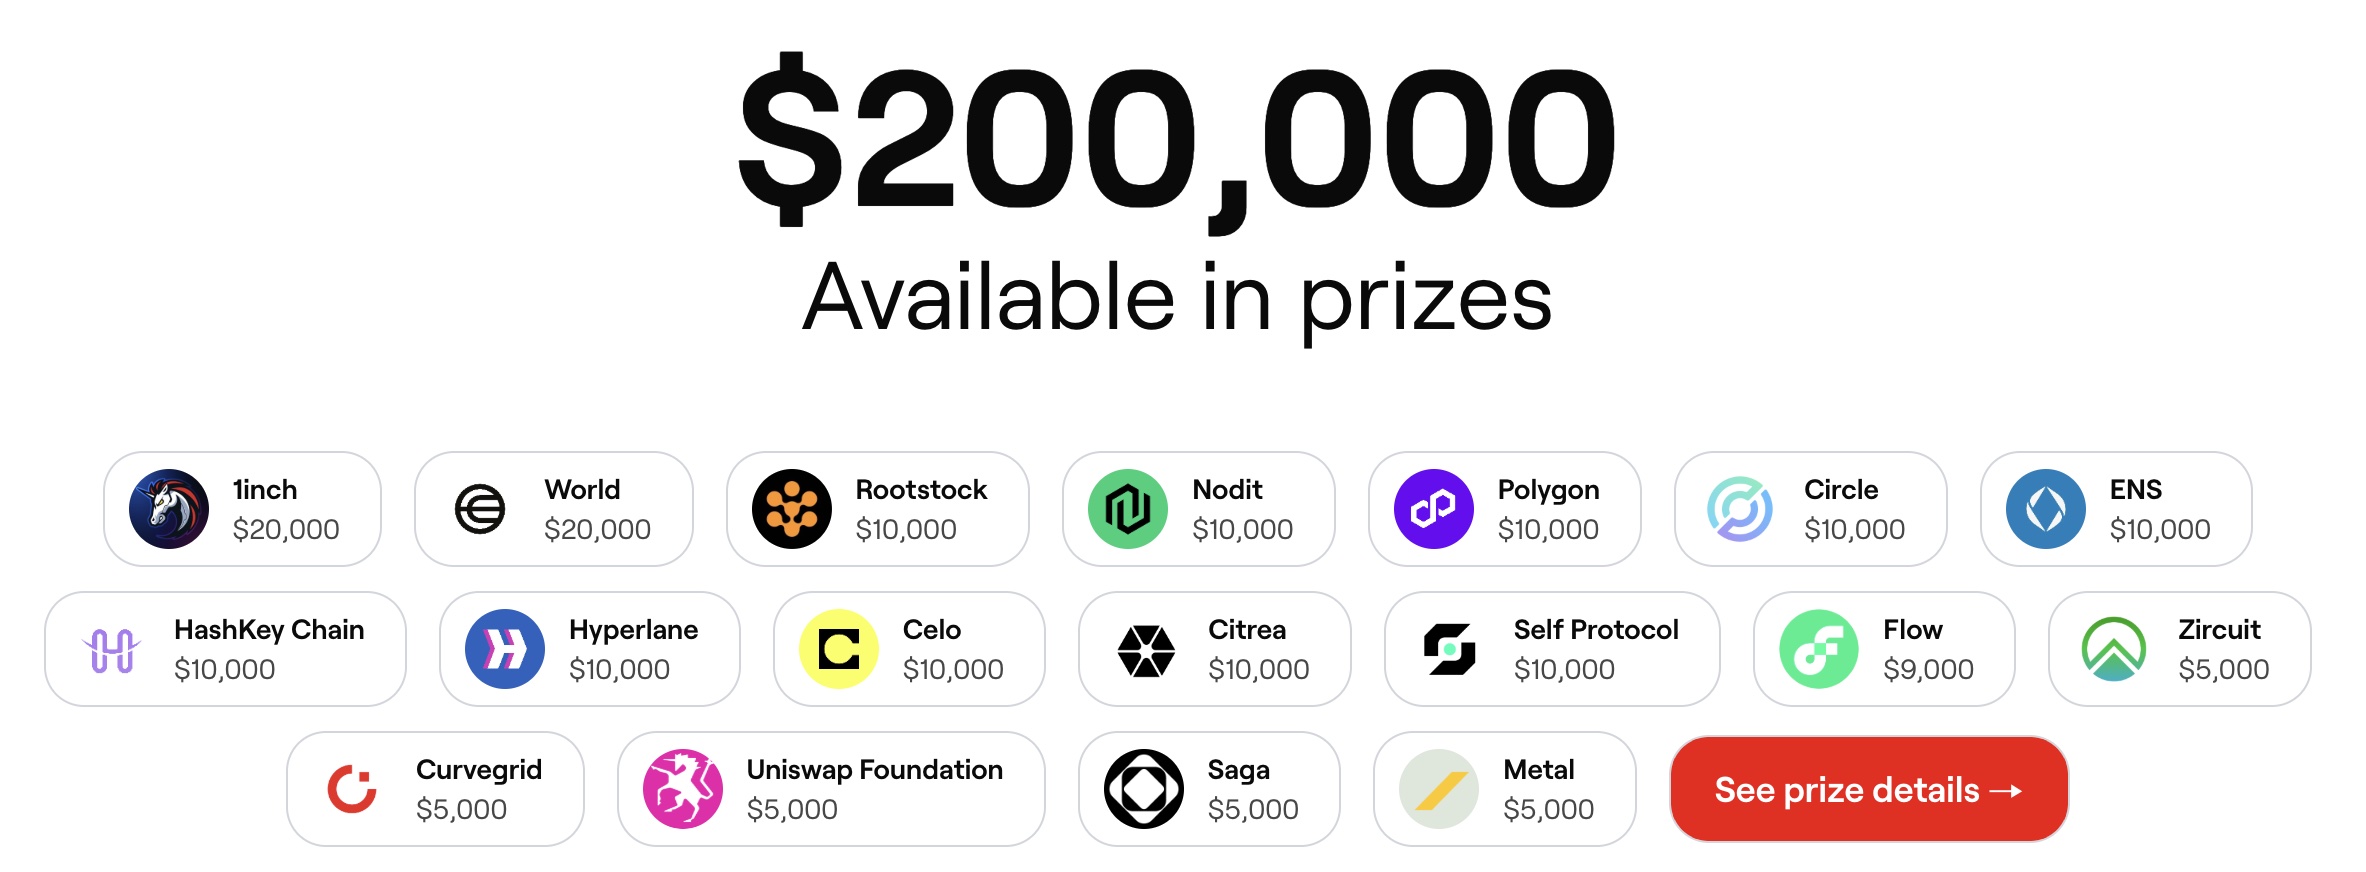 $200,000
Available in prizes
1inch
$20,000
World
$20,000
Rootstock
$10,000
Nodit
$10,000
Polygon
$10,000
Circle
$10,000
ENS
$10,000
HashKey Chain
$10,000
Hyperlane
$10,000
Celo
$10,000
Citrea
$10,000
Self Protocol
$10,000
Flow
$9,000
Zircuit
$5,000
Curvegrid
$5,000
Uniswap Foundation
$5,000
Saga
$5,000
Metal
$5,000
See prize details →